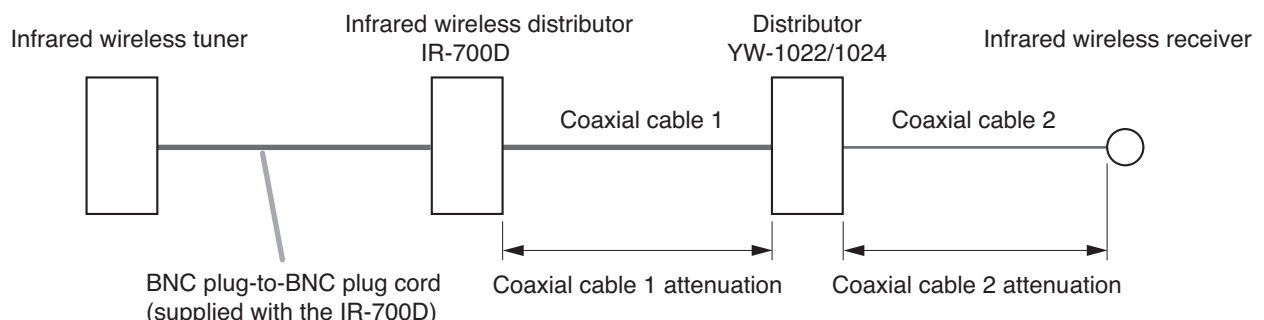 Infrared wireless tuner
Infrared wireless distributor
IR-700D
Distributor
YW-1022/1024
Infrared wireless receiver
Coaxial cable 1
Coaxial cable 2
BNC plug-to-BNC plug cord
(supplied with the IR-700D)
Coaxial cable 1 attenuation
Coaxial cable 2 attenuation